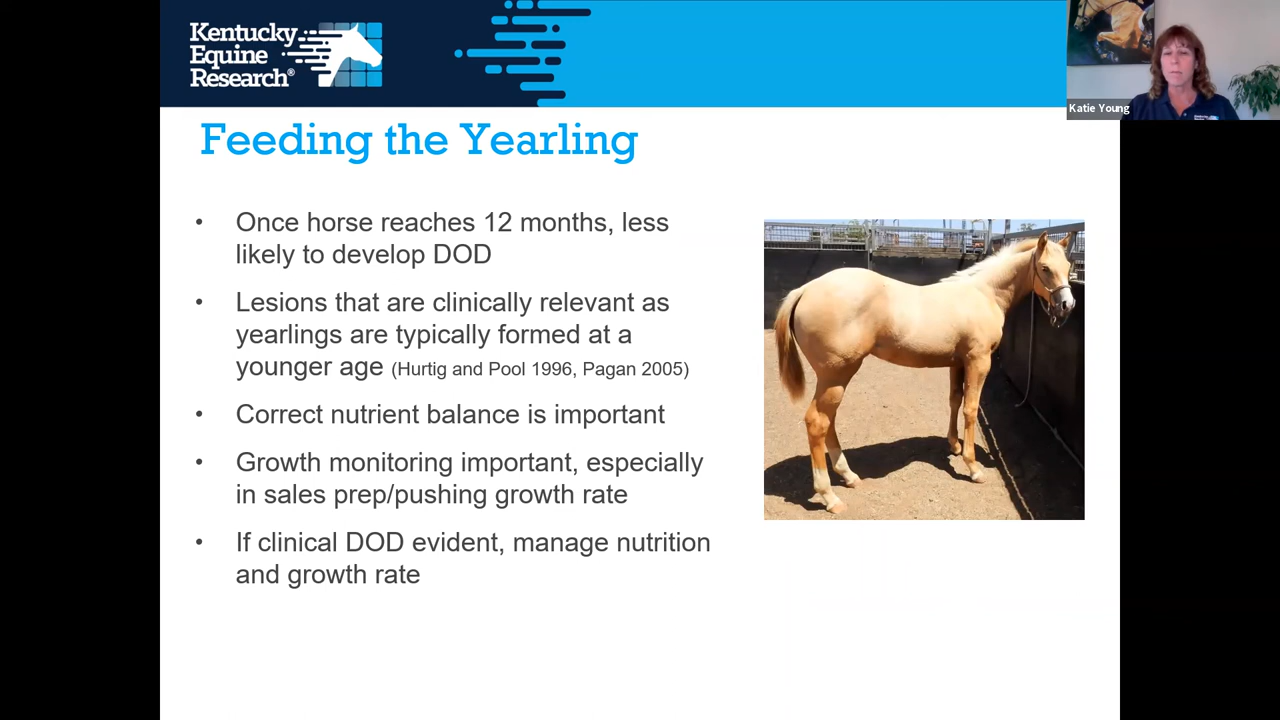 Kentucky
Equine
Research®
Katie Young
Feeding the Yearling
• Once horse reaches 12 months, less
likely to develop DOD
• Lesions that are clinically relevant as
yearlings are typically formed at a
younger age (Hurtig and Pool 1996, Pagan 2005)
• Correct nutrient balance is important
• Growth monitoring important, especially
in sales prep/pushing growth rate
• If clinical DOD evident, manage nutrition
and growth rate